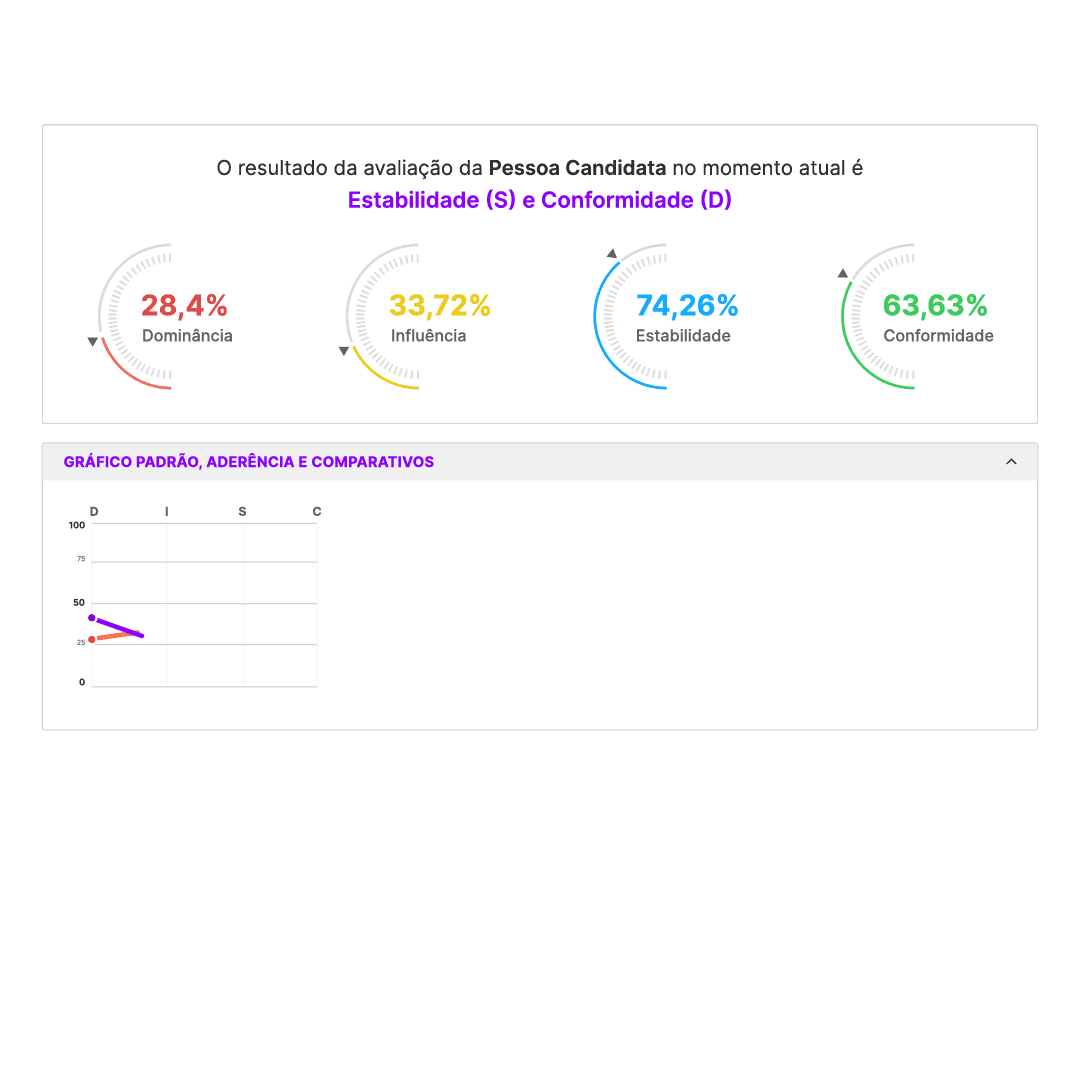 O resultado da avaliação da Pessoa Candidata no momento atual é
Estabilidade (S) e Conformidade (D)
28,4%
Dominância
33,72%
Influência
74,26%
Estabilidade
63,63%
Conformidade
GRÁFICO PADRÃO, ADERÊNCIA E COMPARATIVOS
D I S C
100
75
50
25
0